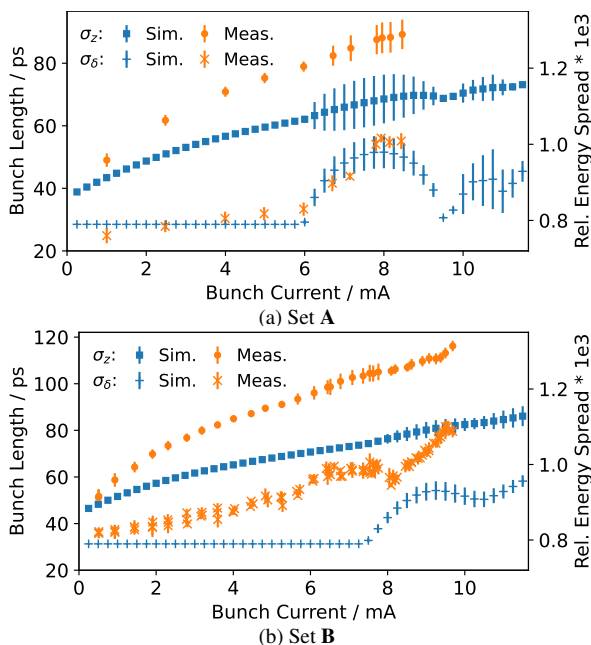 σz: Sim. Meas.
σδ: Sim. Meas.
80
60
40
20
Bunch Length / ps
1.2
1.0
0.8
Rel. Energy Spread * 1e3
0 2 4 6 8 10
Bunch Current / mA
(a) Set A
σz: Sim. Meas.
σδ: Sim. Meas.
120
100
80
60
40
20
Bunch Length / ps
1.2
1.0
0.8
Rel. Energy Spread * 1e3
0 2 4 6 8 10
Bunch Current / mA
(b) Set B